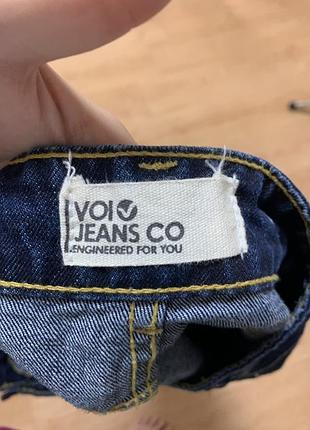 VOI
JEANS CO
ENGINEERED FOR YOU